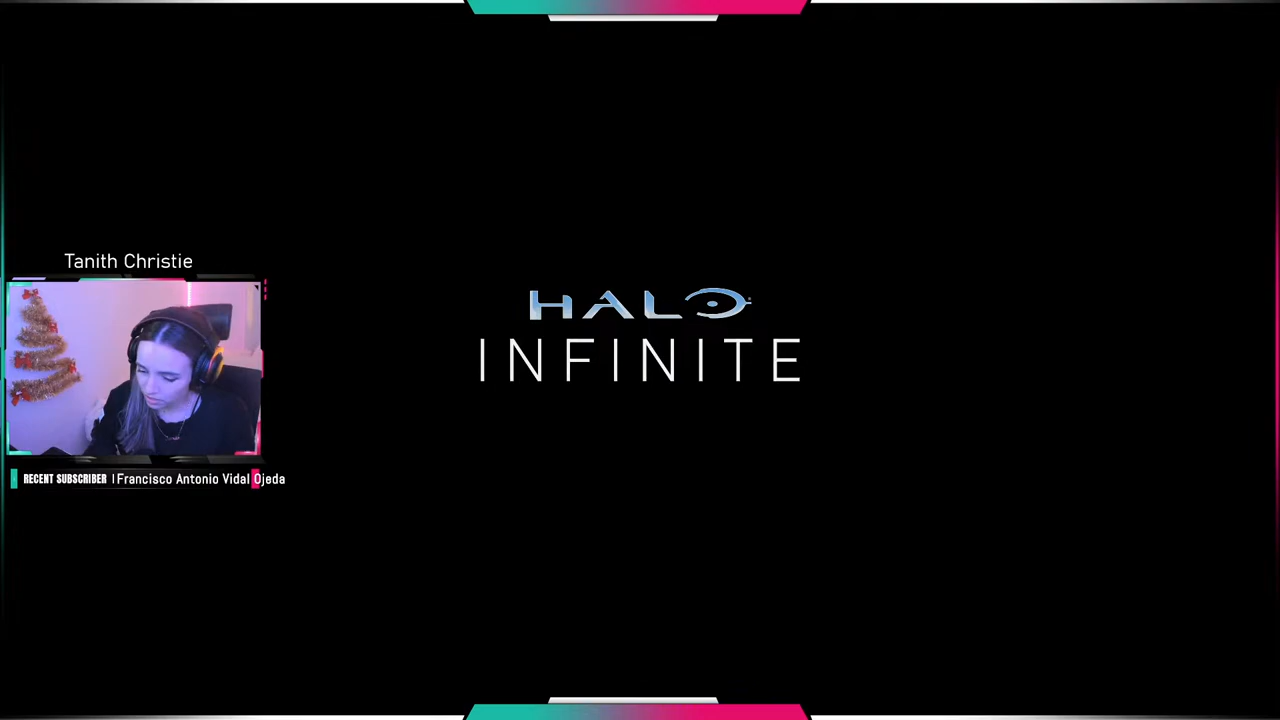 Tanith Christie
HALO
INFINITE
RECENT SUBSCRIBER | Francisco Antonio Vidal Ojeda